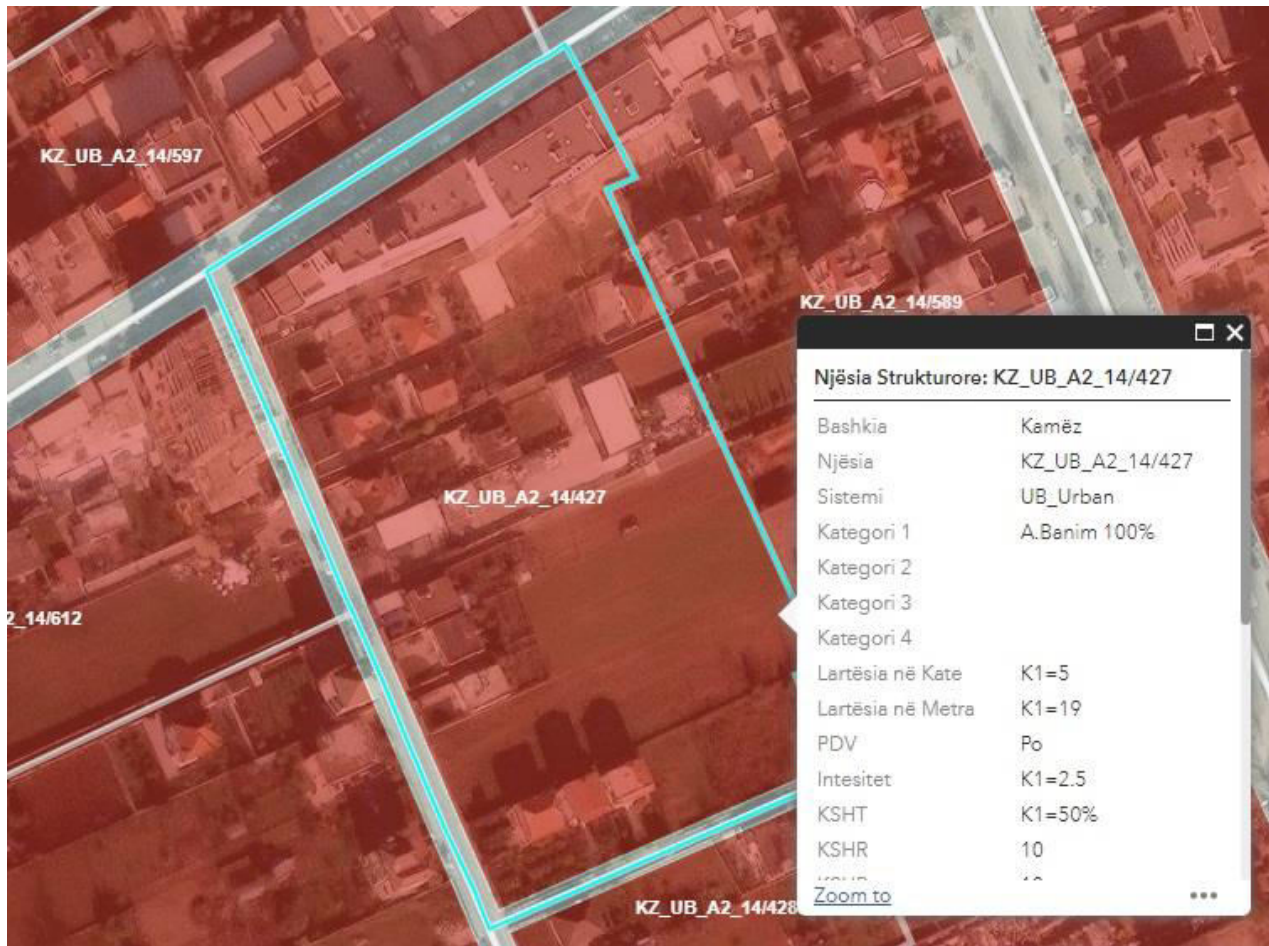 KZ_UB_A2_14/597
KZ_UB_A2_14/589
KZ_UB_A2_14/427
2_14/612
KZ_UB_A2_14/428
Njësia Strukturore: KZ_UB_A2_14/427
Bashkia Kamëz
Njësia KZ_UB_A2_14/427
Sistemi UB_Urban
Kategori 1 A.Banim 100%
Kategori 2
Kategori 3
Kategori 4
Lartësia në Kate K1=5
Lartësia në Metra K1=19
PDV Po
Intesitet K1=2.5
KSHT K1=50%
KSHR 10
Zoom to